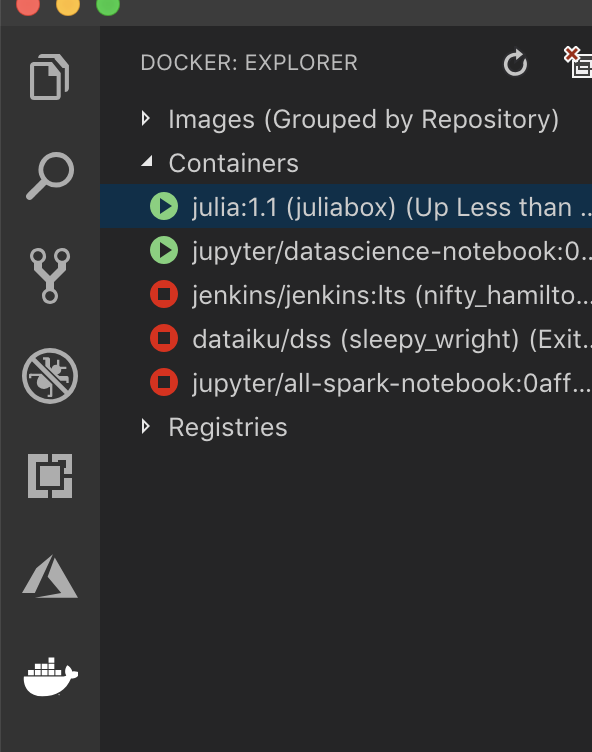 DOCKER: EXPLORER
Images (Grouped by Repository)
Containers
julia:1.1 (juliabox) (Up Less than ..
jupyter/datascience-notebook:0..
jenkins/jenkins:lts (nifty_hamilto...
dataiku/dss (sleepy_wright) (Exit..
jupyter/all-spark-notebook:0aff...
Registries